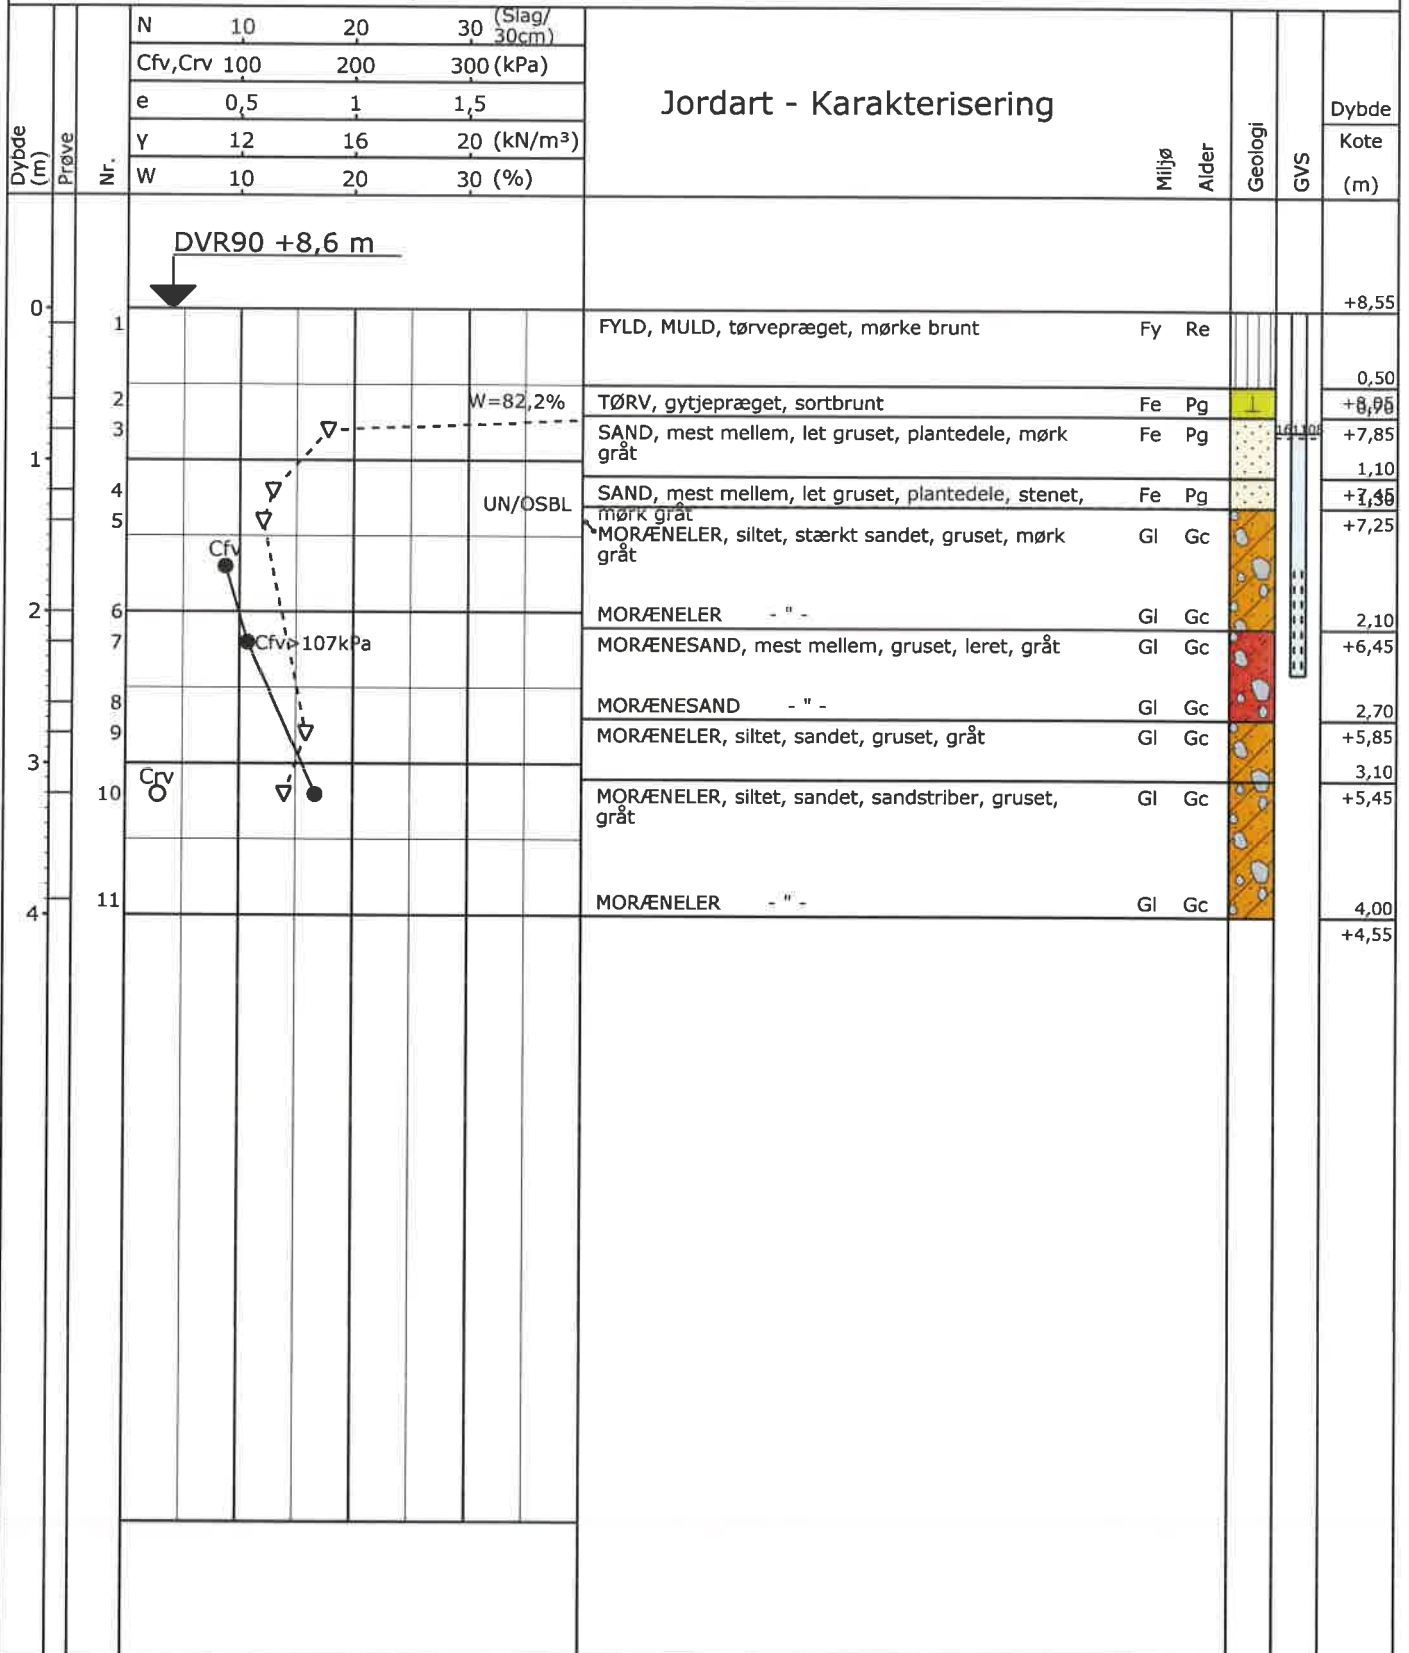 N 10 20 30 (Slag/30cm)
Cfv,Crv 100 200 300 (kPa)
e 0,5 1 1,5
γ 12 16 20 (kN/m³)
W 10 20 30 (%)
Dybde (m)
Prøve
Nr.
Jordart - Karakterisering
Miljø
Alder
Geologi
GVS
Dybde
Kote
(m)
DVR90 +8,6 m
0
+8,55
1 FYLD, MULD, tørvepræget, mørke brunt Fy Re
0,50
2 W=82,2% TØRV, gytjepræget, sortbrunt Fe Pg +8,05
0,70
3 SAND, mest mellem, let gruset, plantedele, mørk Fe Pg +7,85
gråt
1
1,10
4 SAND, mest mellem, let gruset, plantedele, stenet, Fe Pg +7,45
UN/OSBL
mørk gråt
1,30
5 MORÆNELER, siltet, stærkt sandet, gruset, mørk Gl Gc +7,25
gråt
Cfv
2
6 MORÆNELER - " - Gl Gc 2,10
7 Cfv>107kPa MORÆNESAND, mest mellem, gruset, leret, gråt Gl Gc +6,45
8 MORÆNESAND - " - Gl Gc 2,70
9 MORÆNELER, siltet, sandet, gruset, gråt Gl Gc +5,85
3
3,10
Crv
10 MORÆNELER, siltet, sandet, sandstriber, gruset, Gl Gc +5,45
gråt
11 MORÆNELER - " - Gl Gc 4,00
4
+4,55